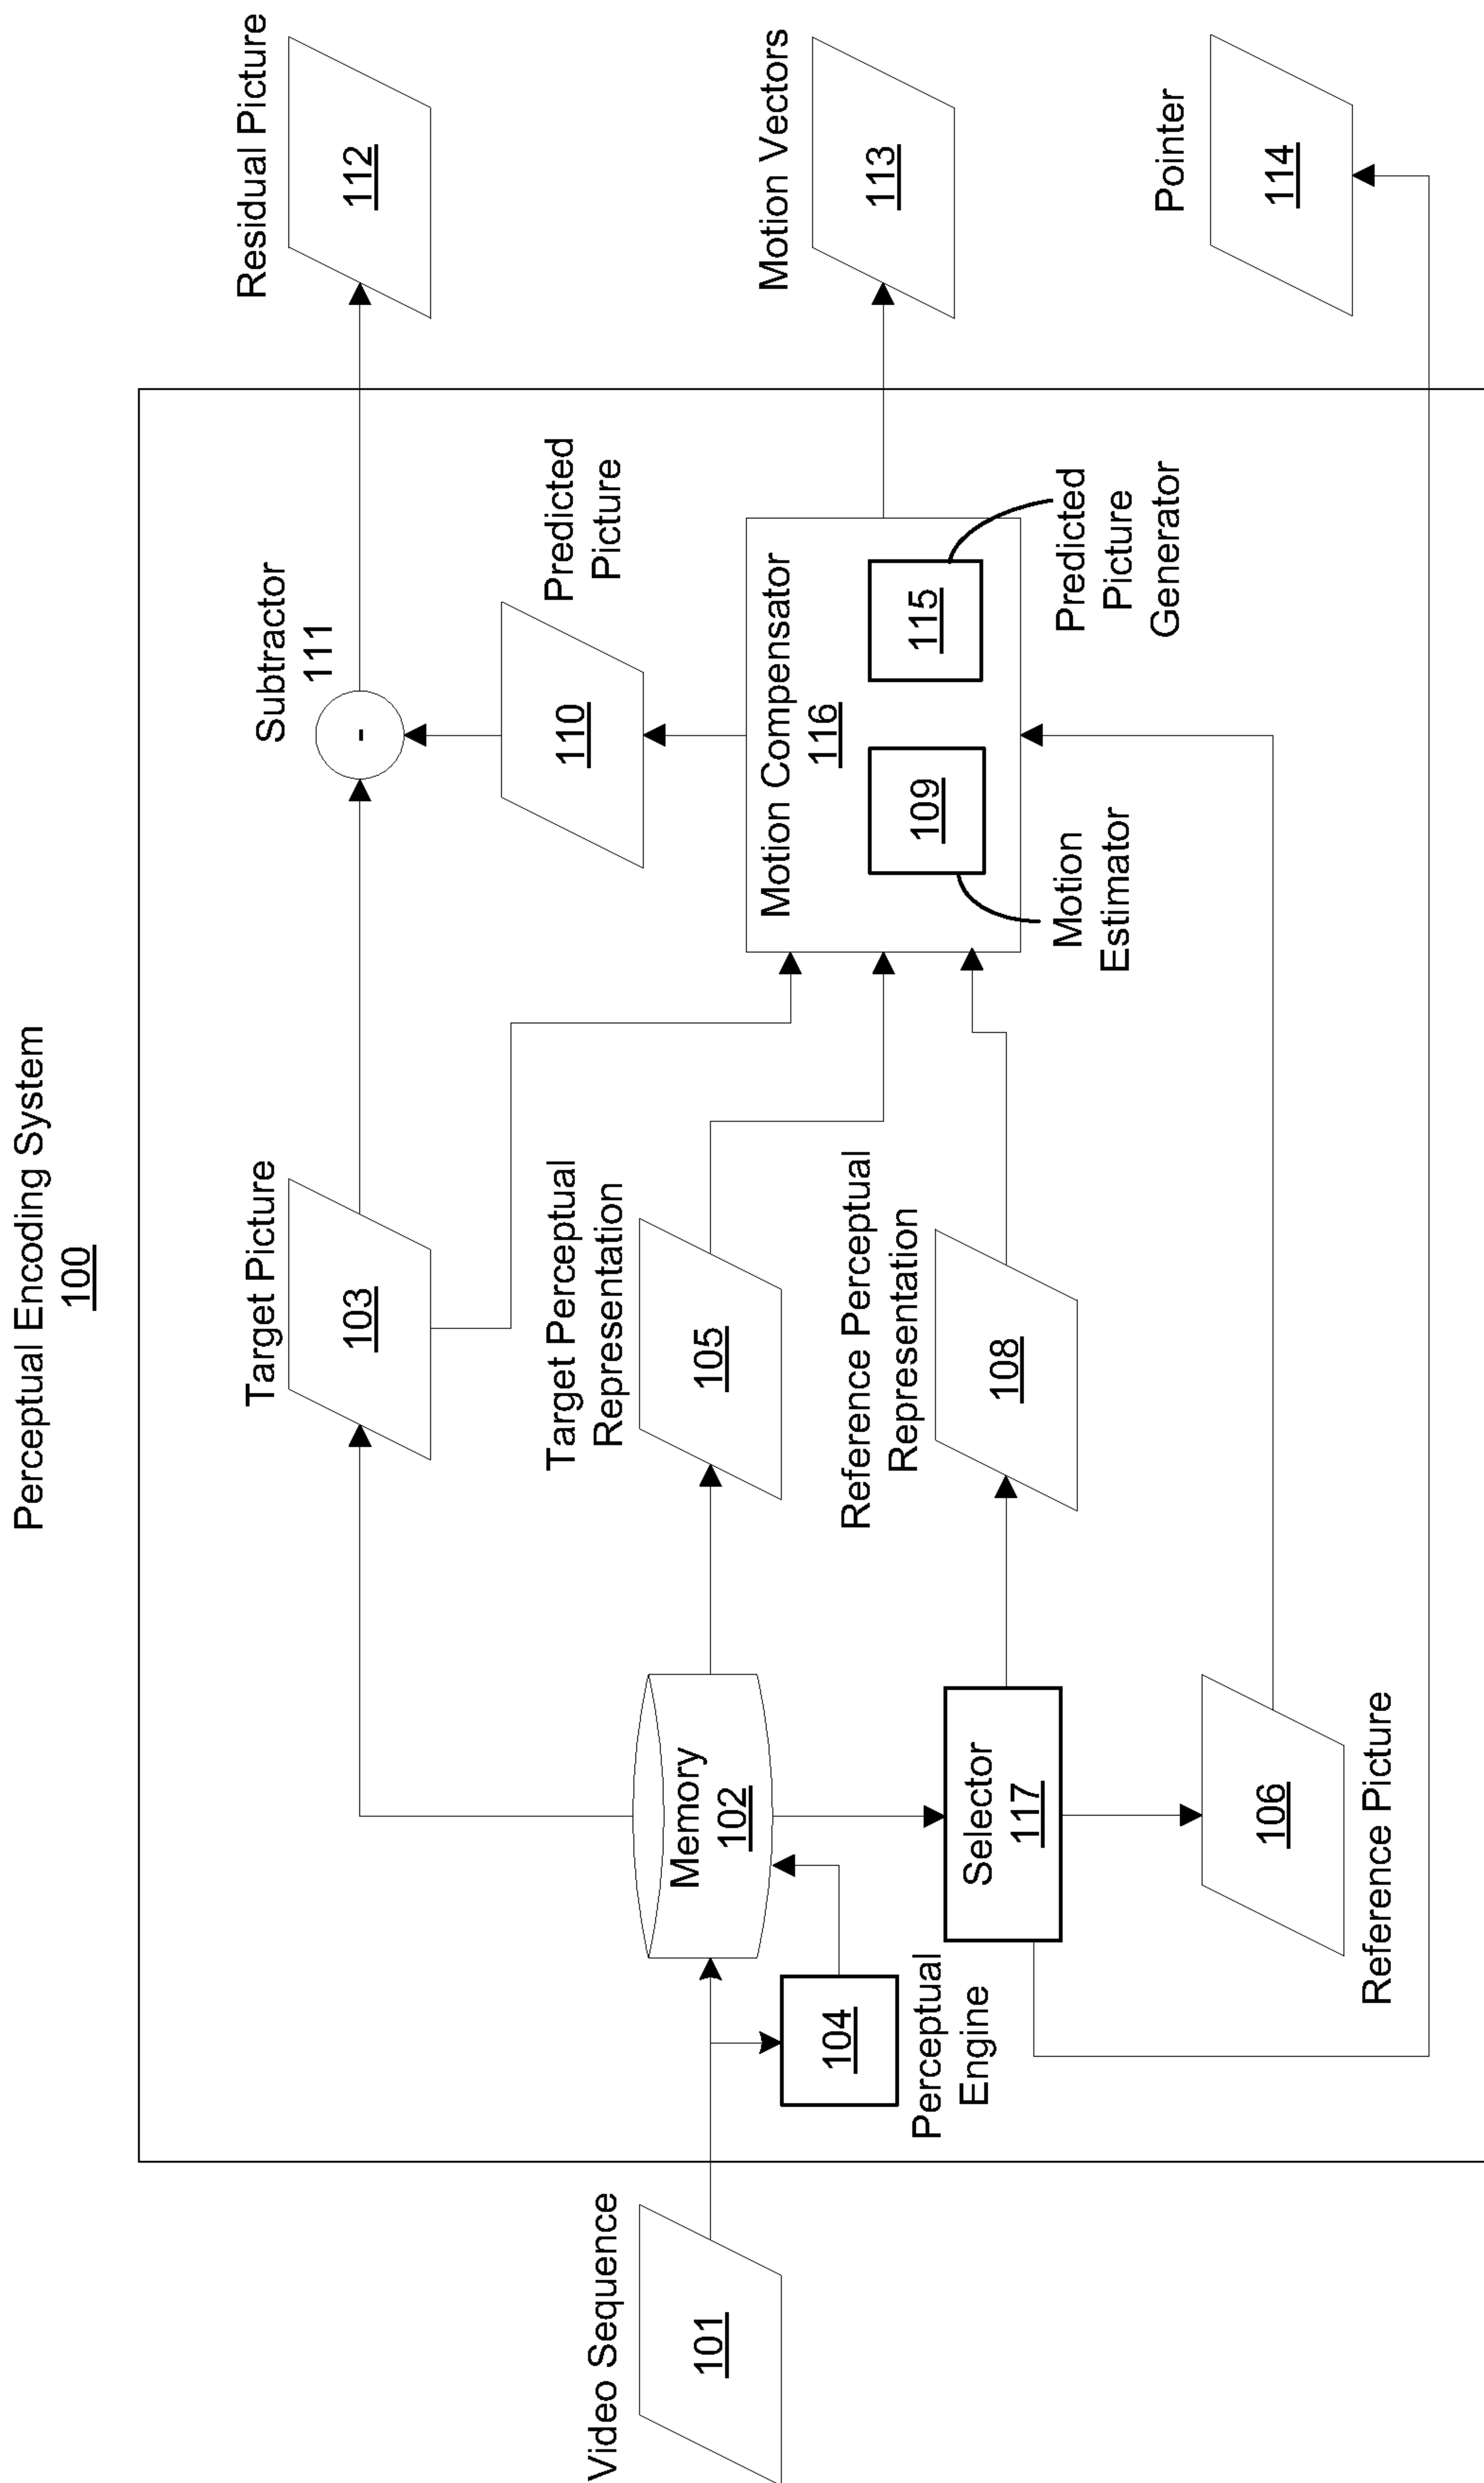 Perceptual Encoding System
100
Video Sequence
101
Perceptual
Engine
104
Memory
102
Selector
117
106
Reference Picture
Target Picture
103
Target Perceptual
Representation
105
Reference Perceptual
Representation
108
Subtractor
111
-
Predicted
Picture
110
Motion Compensator
116
109
115
Motion
Estimator
Predicted
Picture
Generator
Residual Picture
112
Motion Vectors
113
Pointer
114